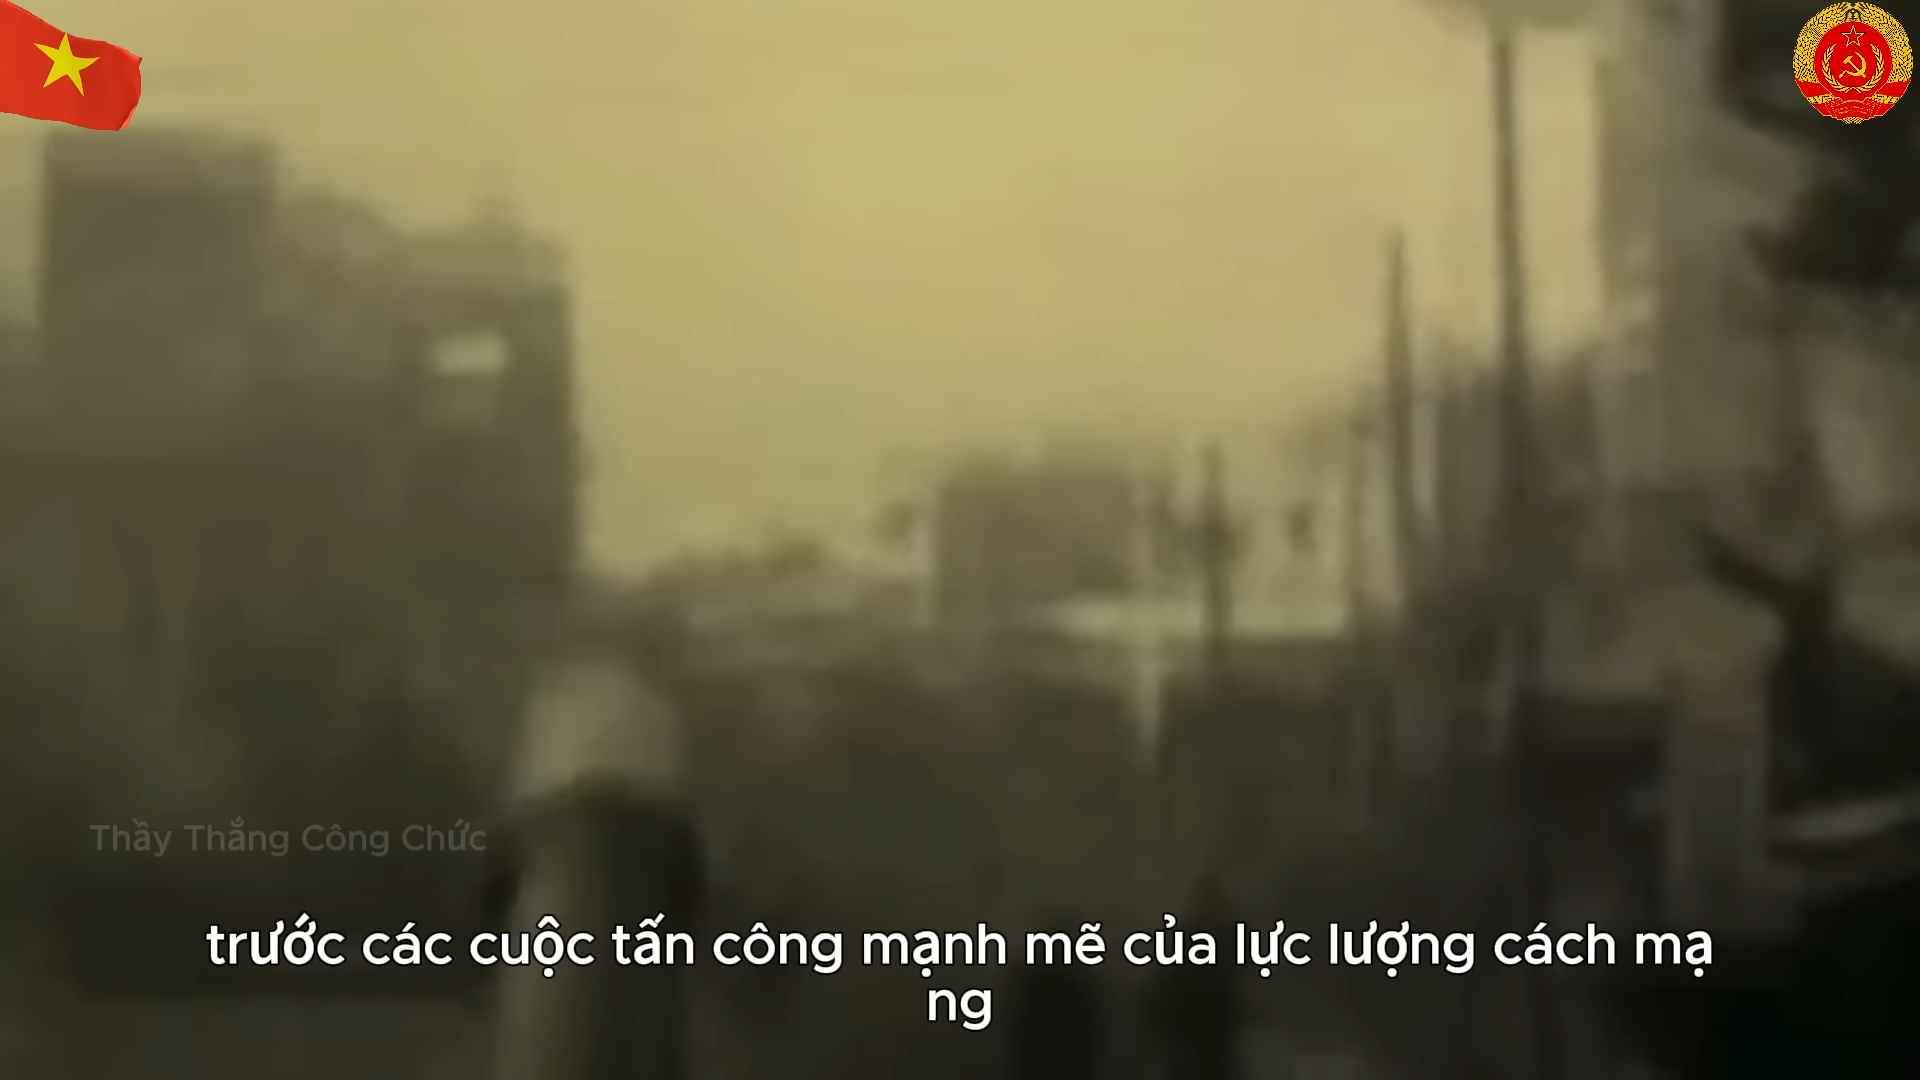 Thầy Thắng Công Chức
trước các cuộc tấn công mạnh mẽ của lực lượng cách mạ
ng